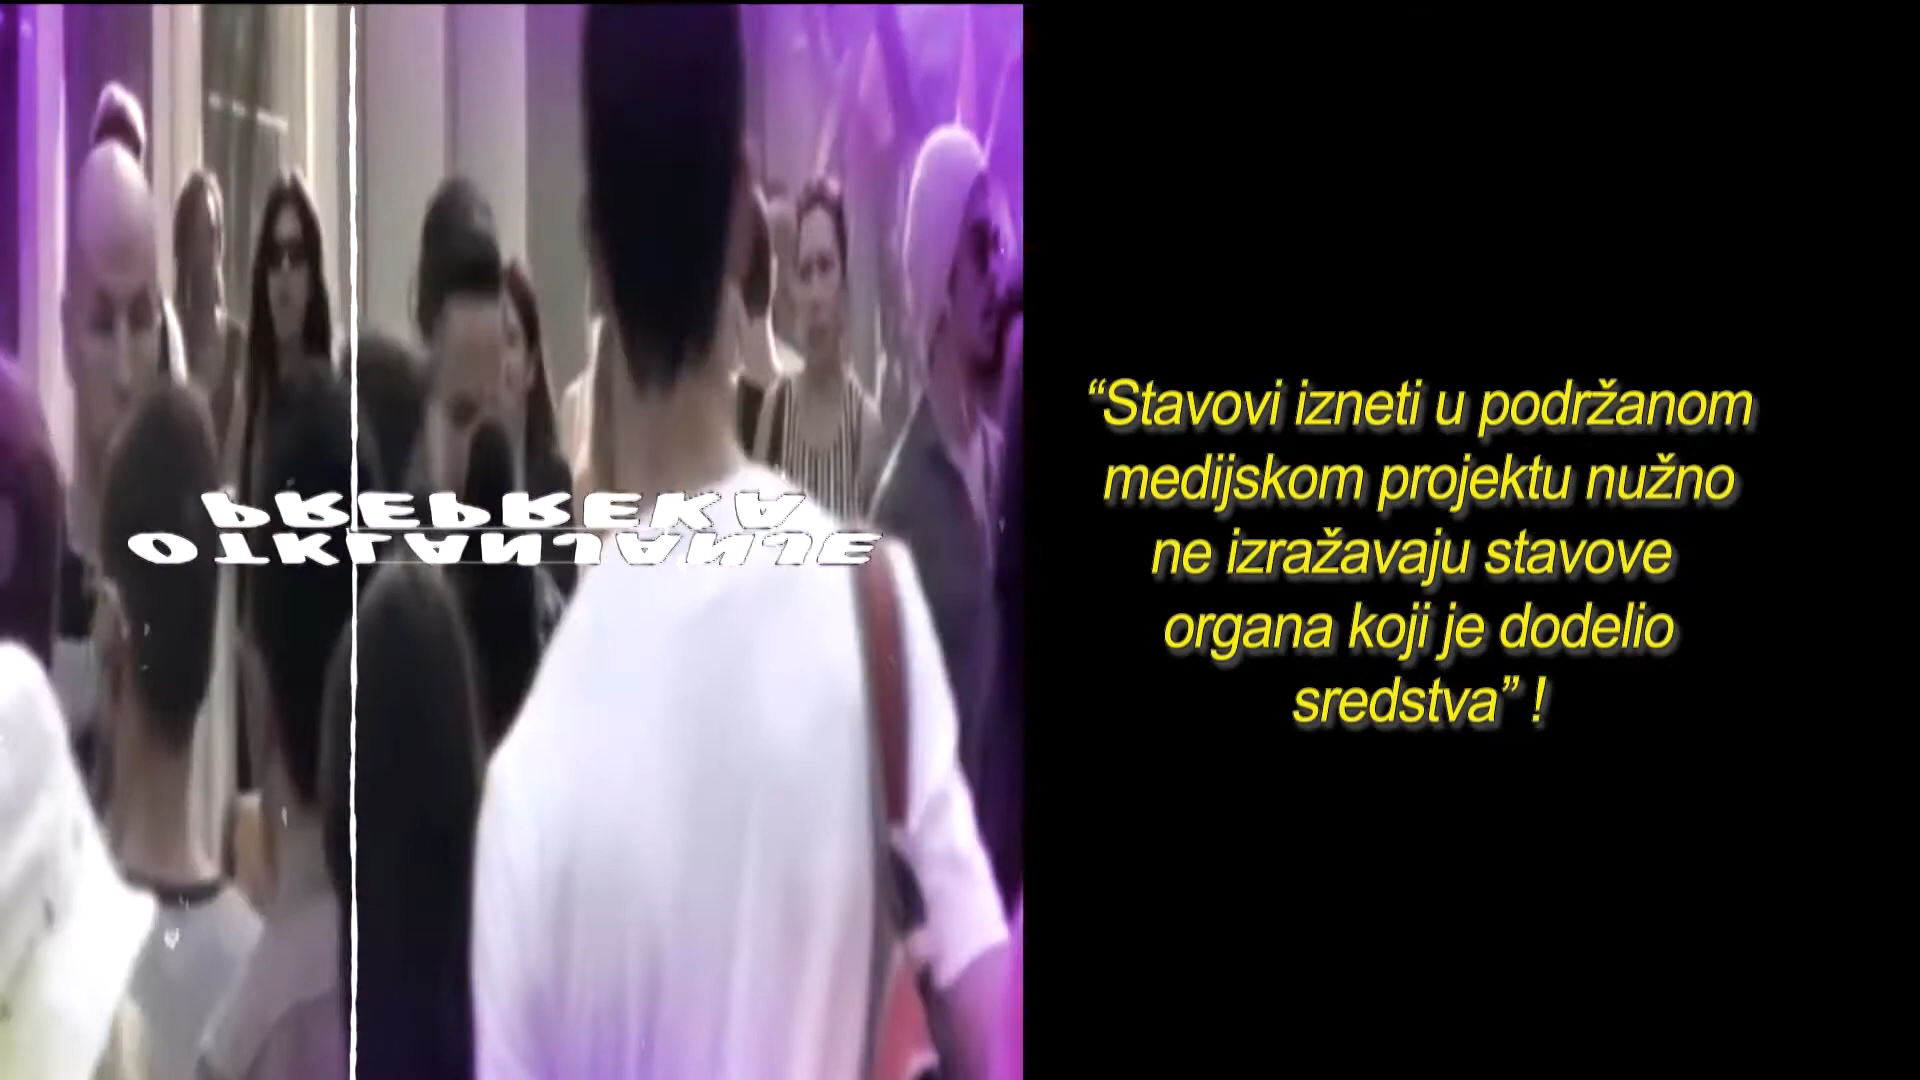 OTKLANJANJE
PREPREKA
“Stavovi izneti u podržanom
medijskom projektu nužno
ne izražavaju stavove
organa koji je dodelio
sredstva” !